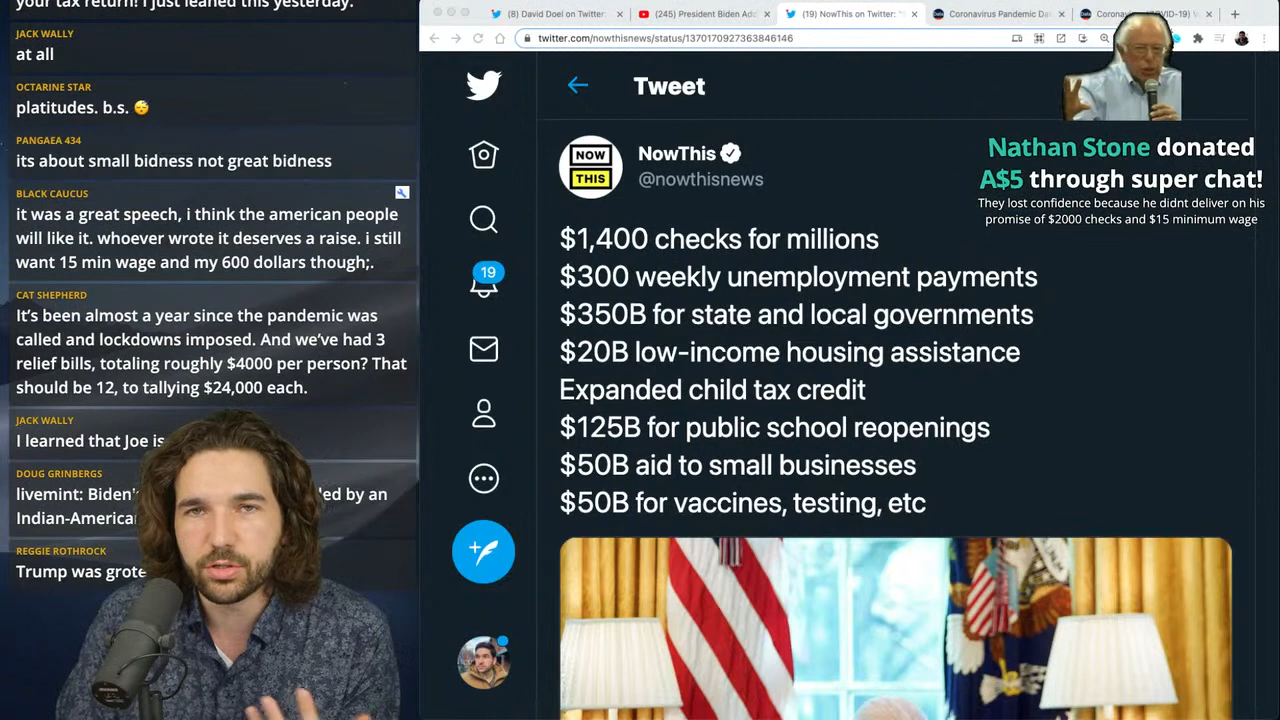 your tax return! I just leaned this yesterday.
JACK WALLY
at all
OCTARINE STAR
platitudes. b.s. 😴
PANGAEA 434
its about small bidness not great bidness
BLACK CAUCUS
it was a great speech, i think the american people
will like it. whoever wrote it deserves a raise. i still
want 15 min wage and my 600 dollars though;.
CAT SHEPHERD
It's been almost a year since the pandemic was
called and lockdowns imposed. And we've had 3
relief bills, totaling roughly $4000 per person? That
should be 12, to tallying $24,000 each.
JACK WALLY
I learned that Joe is
DOUG GRINBERGS
livemint: Biden' led by an
Indian-American
REGGIE ROTHROCK
Trump was grote
(8) David Doel on Twitter:
(245) President Biden Ad
(19) NowThis on Twitter: "
Coronavirus Pandemic Da
Coronavirus (COVID-19) V
twitter.com/nowthisnews/status/1370170927363846146
Tweet
NOW
THIS
NowThis
@nowthisnews
19
$1,400 checks for millions
$300 weekly unemployment payments
$350B for state and local governments
$20B low-income housing assistance
Expanded child tax credit
$125B for public school reopenings
$50B aid to small businesses
$50B for vaccines, testing, etc
Nathan Stone donated
A$5 through super chat!
They lost confidence because he didnt deliver on his
promise of $2000 checks and $15 minimum wage